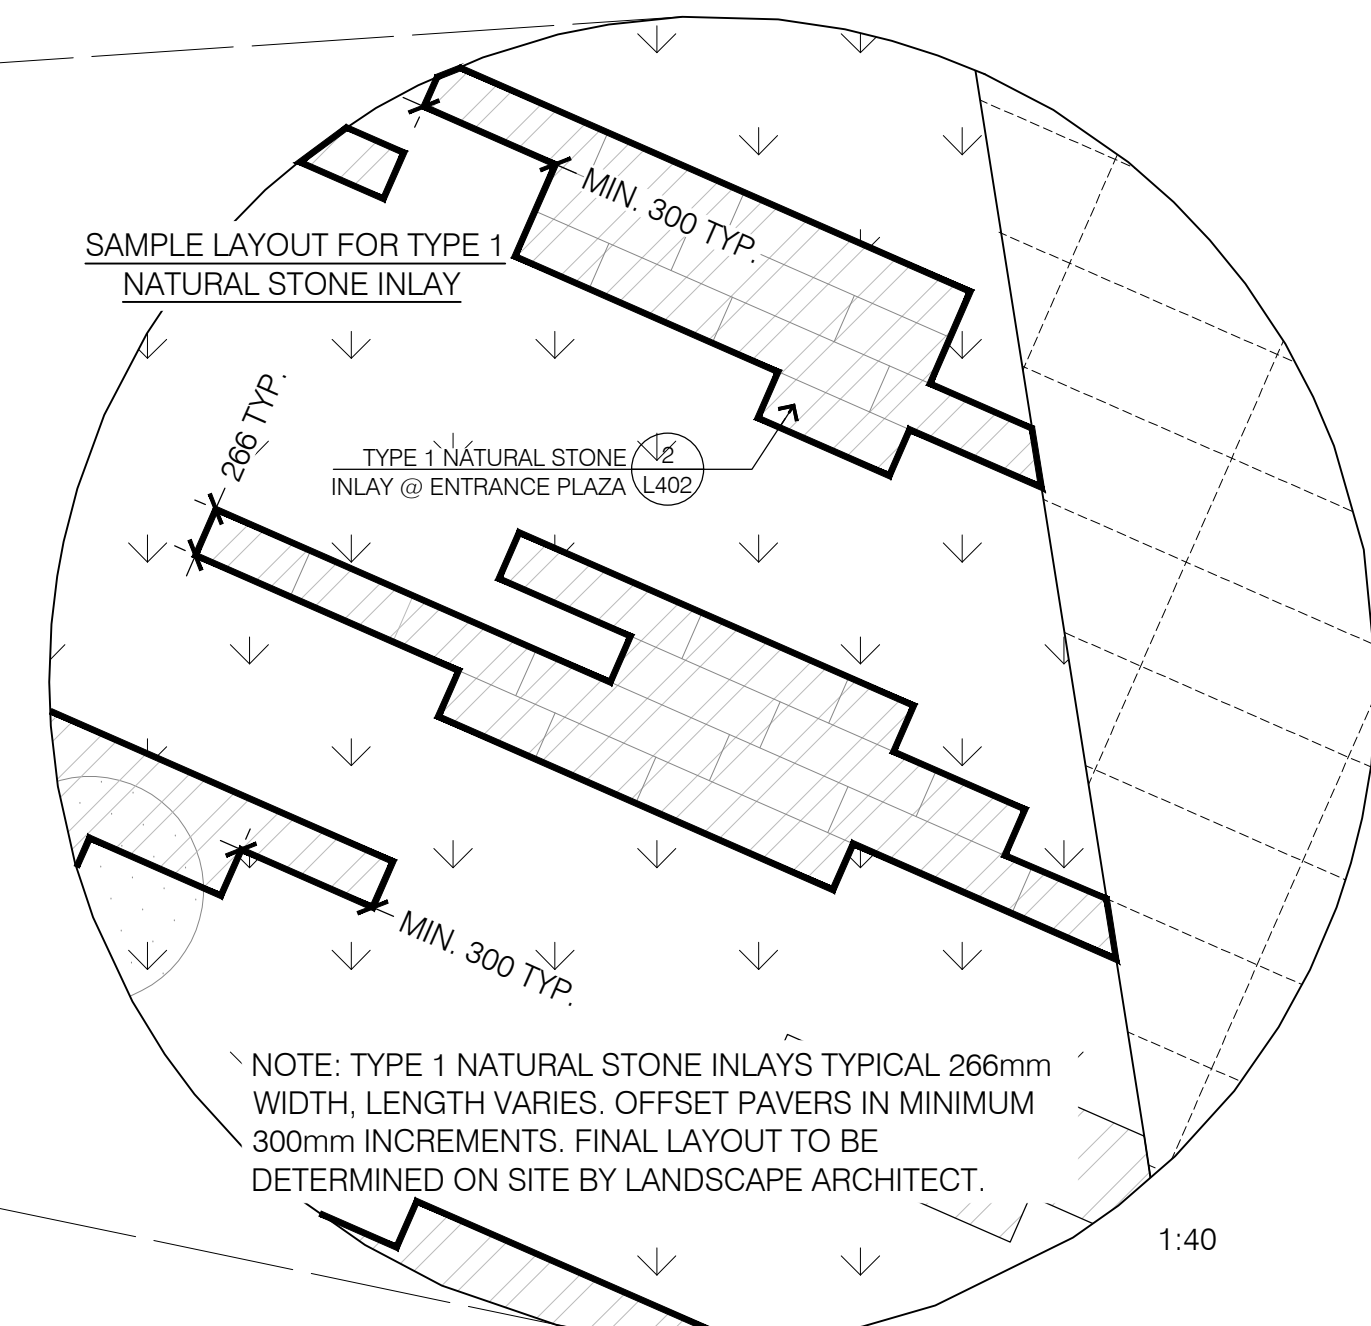 MIN. 300 TYP.
SAMPLE LAYOUT FOR TYPE 1
NATURAL STONE INLAY
266 TYP.
TYPE 1 NATURAL STONE
INLAY @ ENTRANCE PLAZA
2
L402
MIN. 300 TYP.
NOTE: TYPE 1 NATURAL STONE INLAYS TYPICAL 266mm
WIDTH, LENGTH VARIES. OFFSET PAVERS IN MINIMUM
300mm INCREMENTS. FINAL LAYOUT TO BE
DETERMINED ON SITE BY LANDSCAPE ARCHITECT.
1:40